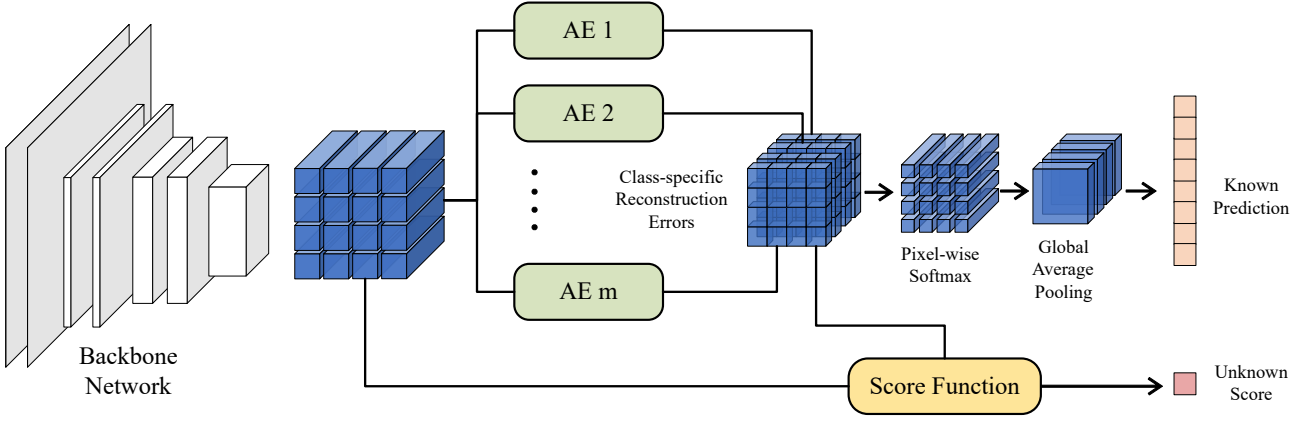 AE 1
AE 2
Class-specific
Reconstruction
Errors
AE m
Backbone
Network
Pixel-wise
Softmax
Global
Average
Pooling
Known
Prediction
Score Function
Unknown
Score